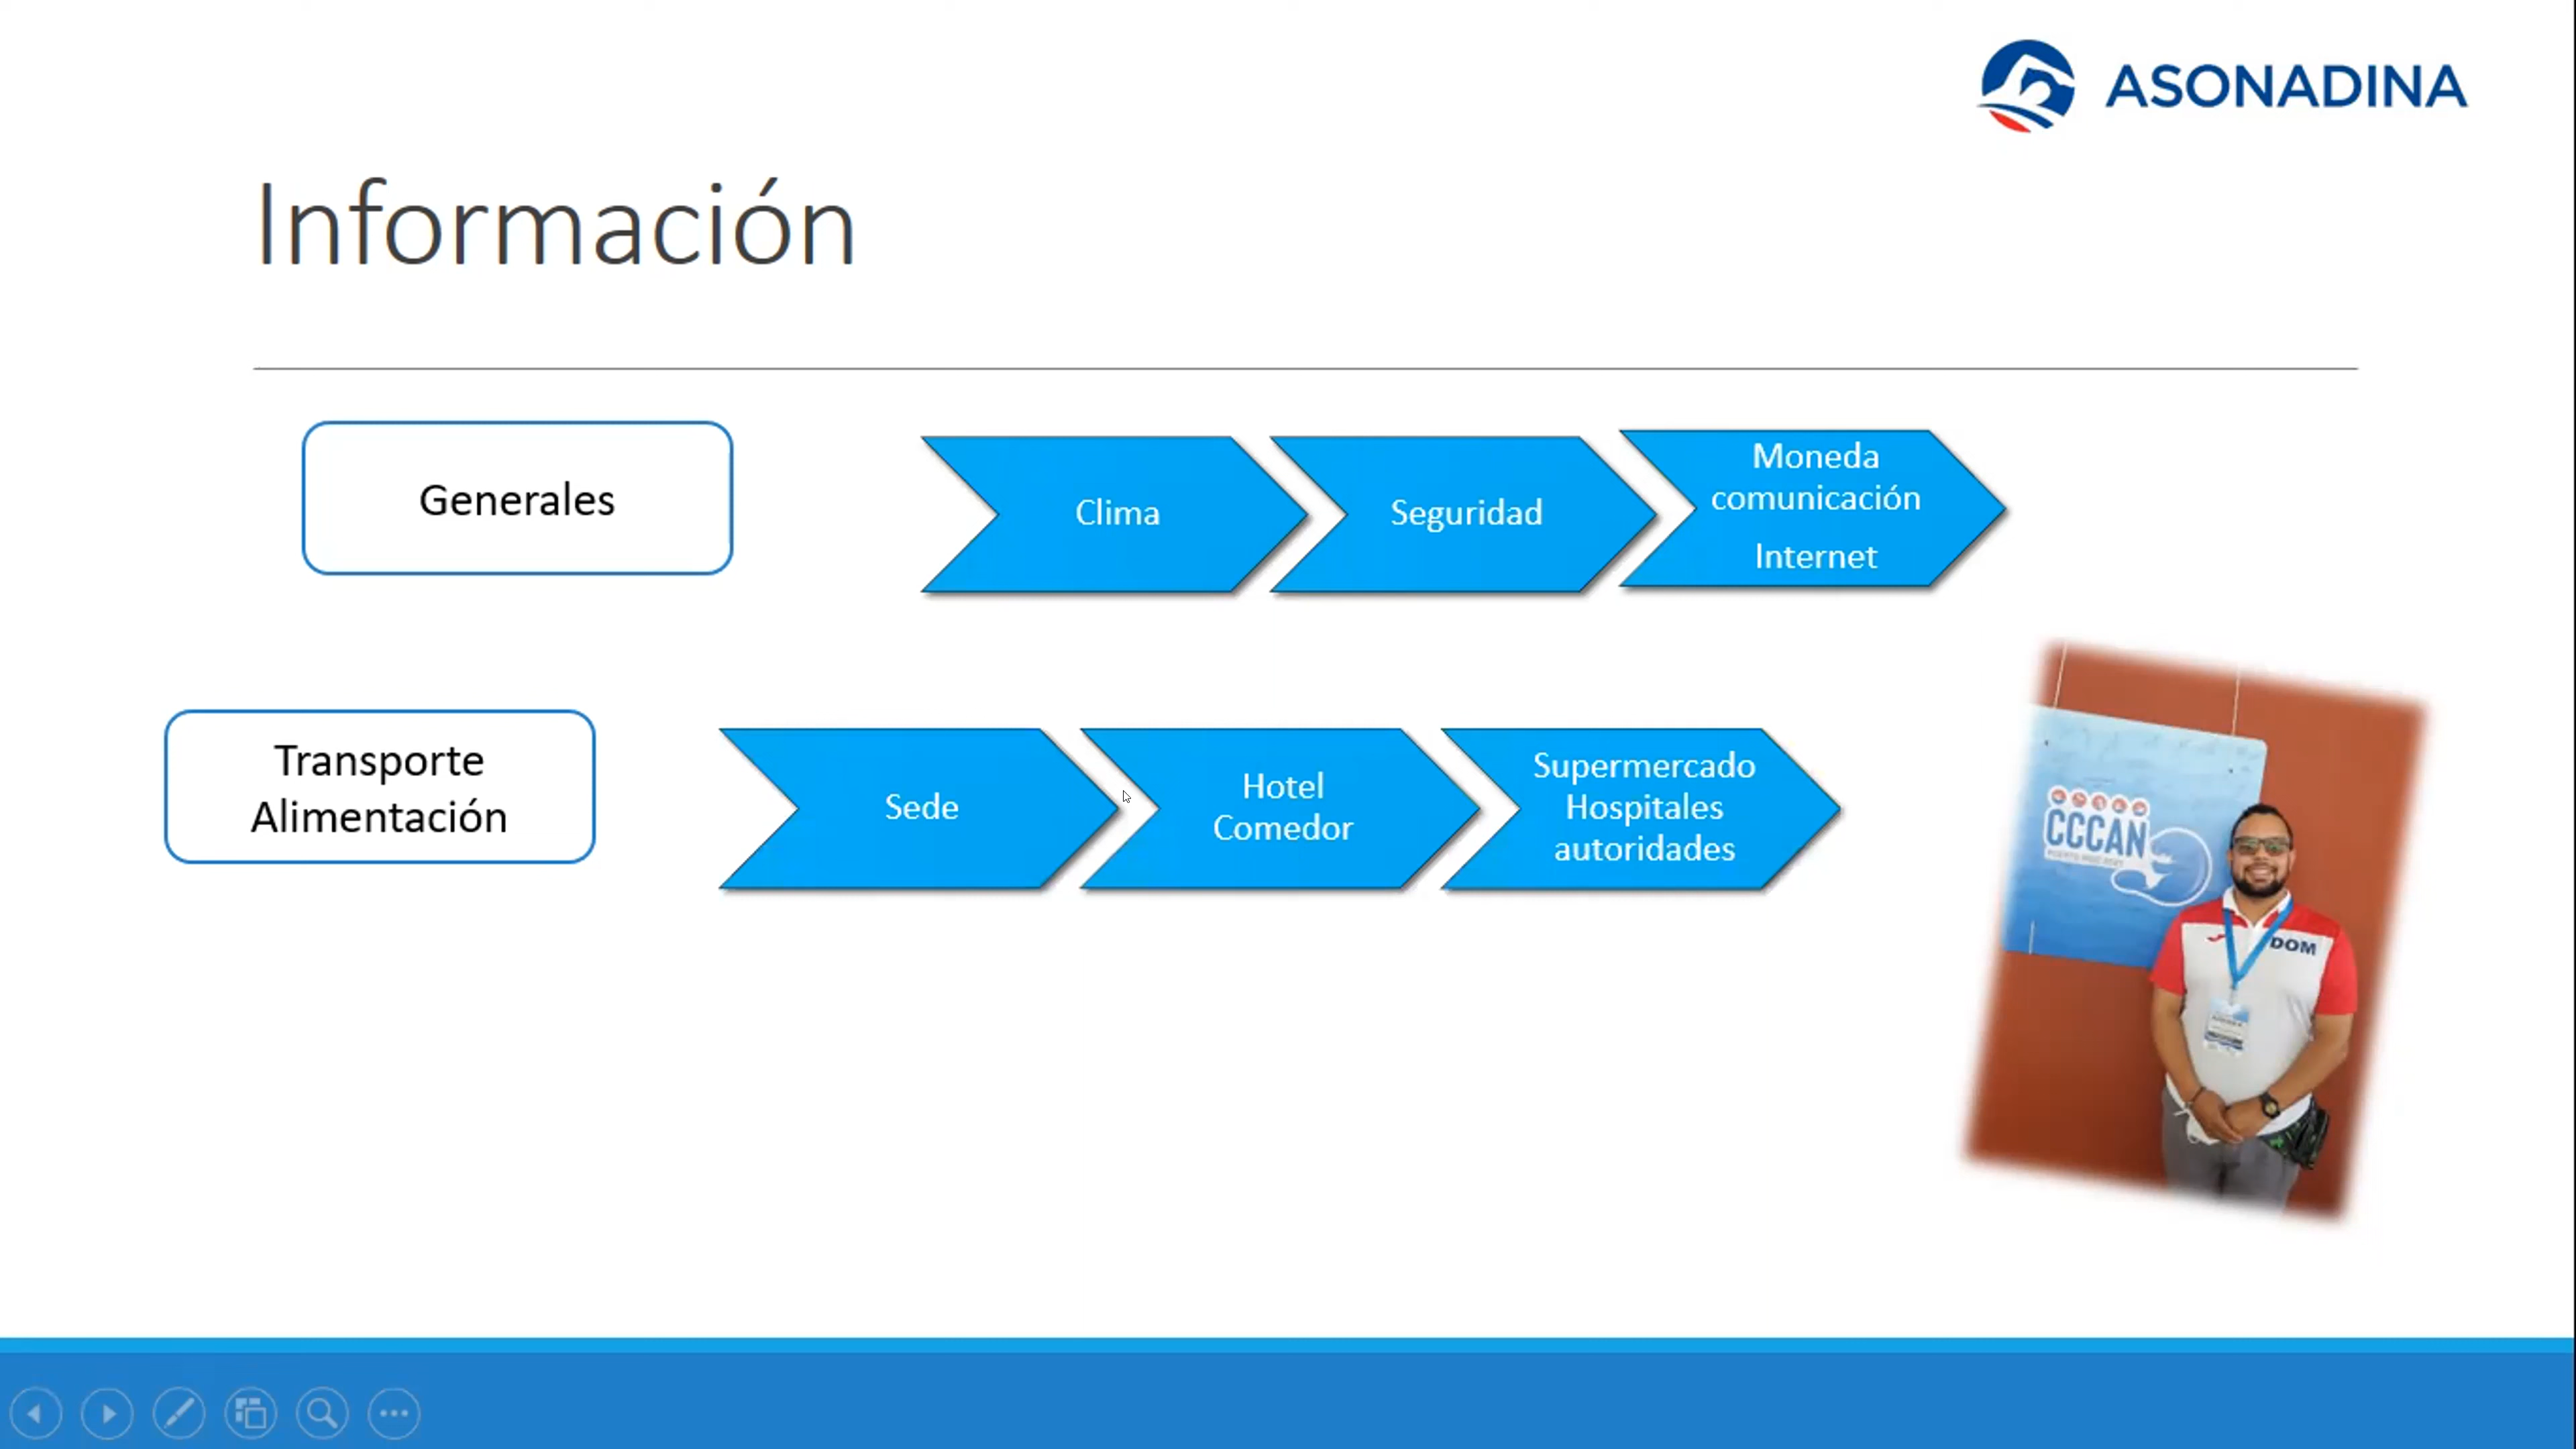 ASONADINA
Información
Generales
Clima
Seguridad
Moneda
comunicación
Internet
Transporte
Alimentación
Sede
Hotel
Comedor
Supermercado
Hospitales
autoridades
CCCAN
DOM